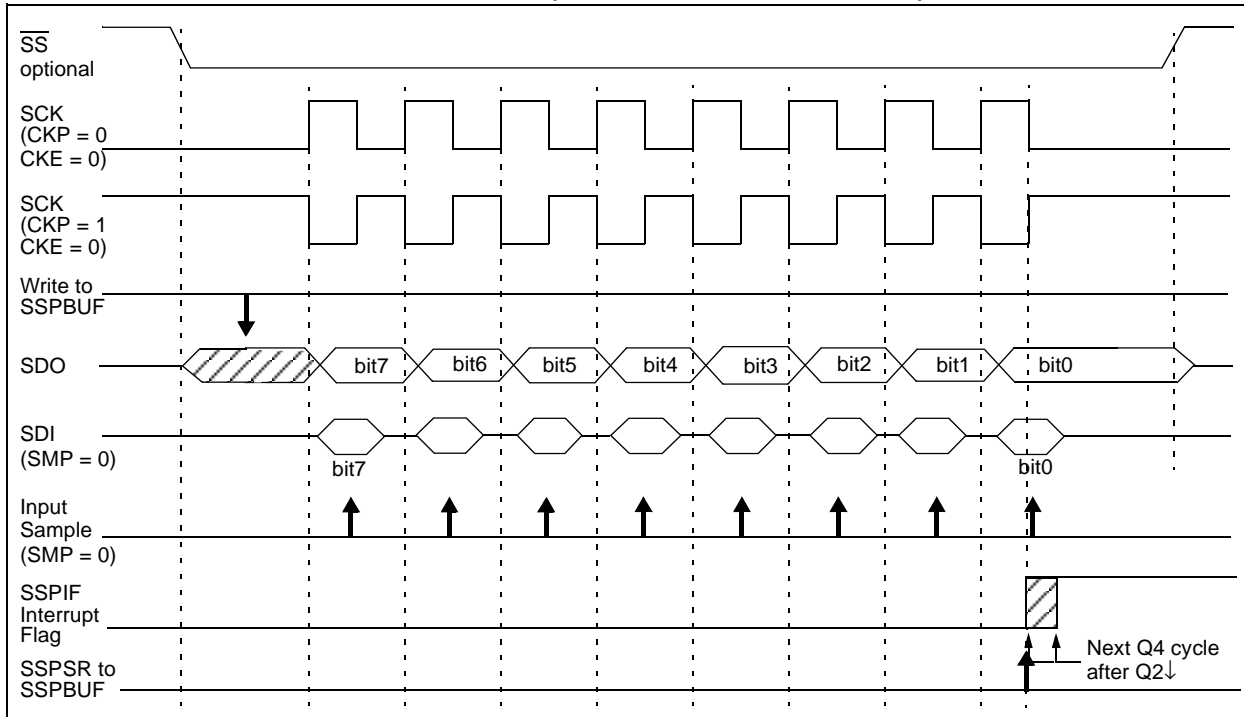 SS
optional
SCK
(CKP = 0
CKE = 0)
SCK
(CKP = 1
CKE = 0)
Write to
SSPBUF
SDO
bit7 bit6 bit5 bit4 bit3 bit2 bit1 bit0
SDI
(SMP = 0)
bit7 bit0
Input
Sample
(SMP = 0)
SSPIF
Interrupt
Flag
Next Q4 cycle
after Q2↓
SSPSR to
SSPBUF